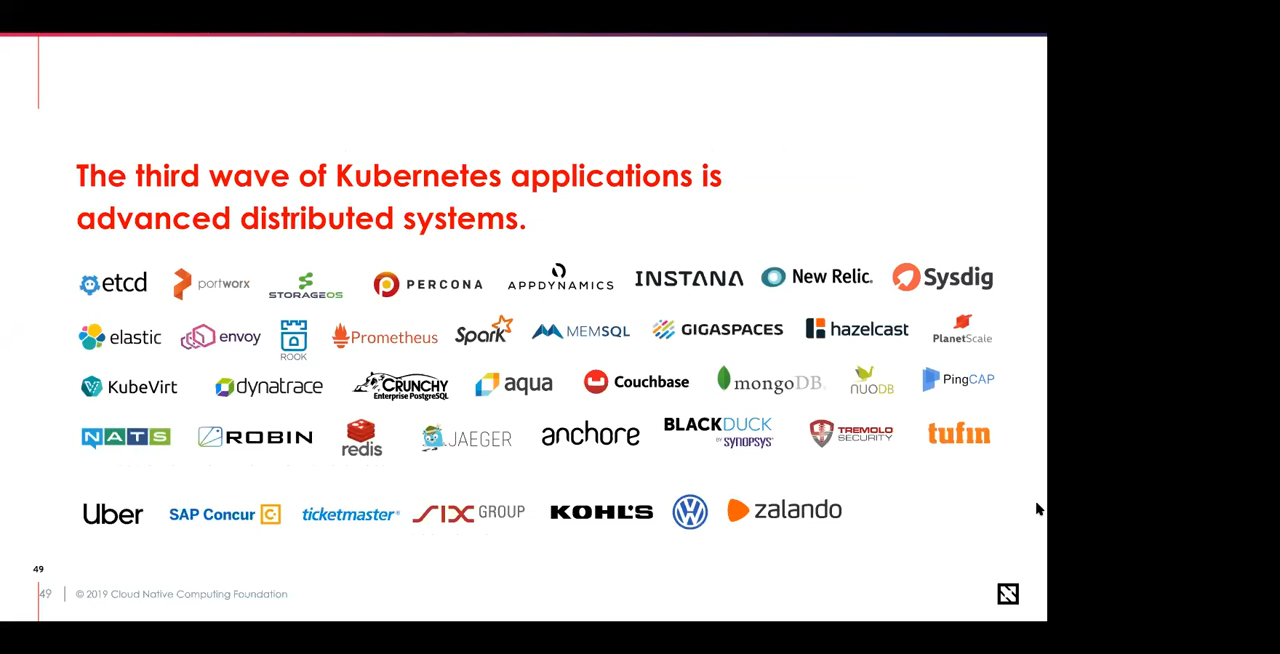 The third wave of Kubernetes applications is
advanced distributed systems.
etcd portworx STORAGEOS PERCONA APPDYNAMICS INSTANA New Relic. Sysdig
elastic envoy ROOK Prometheus Spark MEMSQL GIGASPACES hazelcast PlanetScale
KubeVirt dynatrace CRUNCHY Enterprise PostgreSQL aqua Couchbase mongoDB. NUODB PingCAP
NATS ROBIN redis JAEGER anchore BLACKDUCK BY SYNOPSYS® TREMOLO SECURITY tufin
Uber SAP Concur C. ticketmaster® SIX GROUP KOHL'S VW zalando
49
49 | © 2019 Cloud Native Computing Foundation